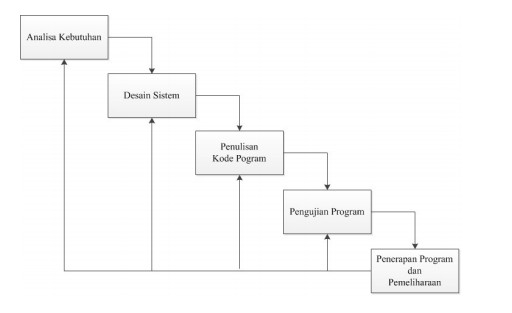 Analisa Kebutuhan
Desain Sistem
Penulisan
Kode Pogram
Pengujian Program
Penerapan Program
dan
Pemeliharaan